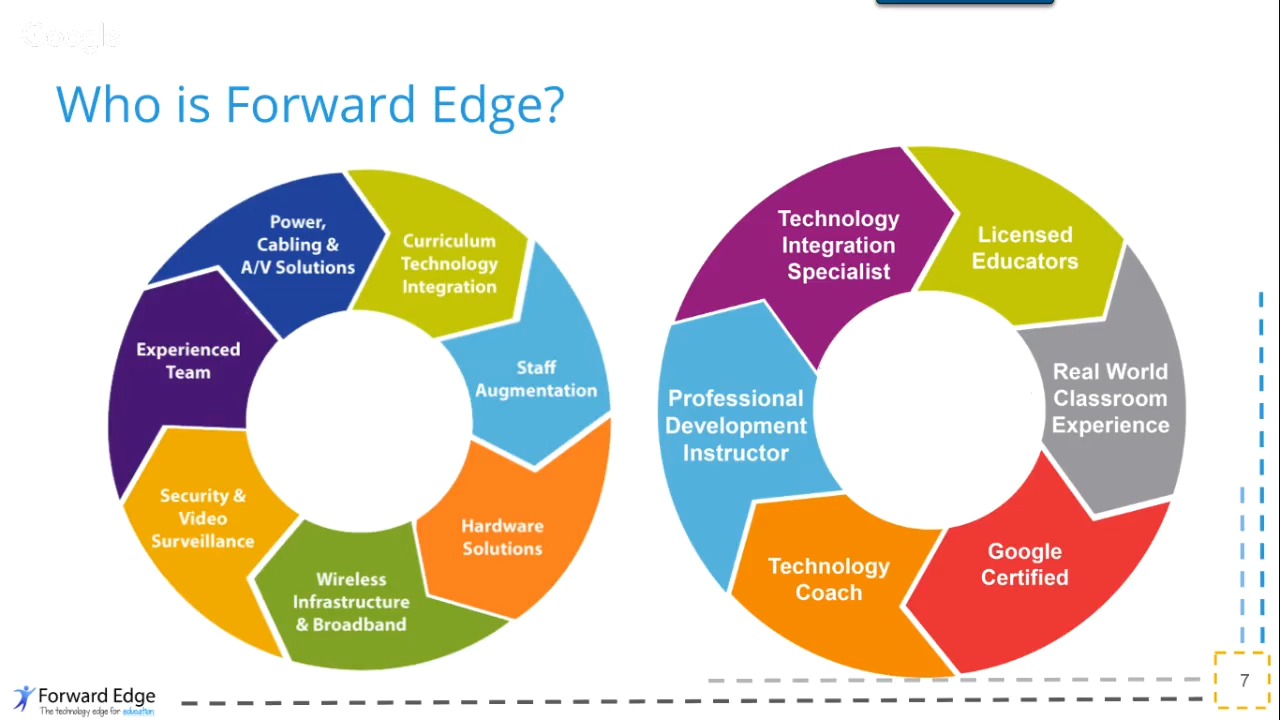 Google
Who is Forward Edge?
Power,
Cabling &
A/V Solutions
Curriculum
Technology
Integration
Staff
Augmentation
Hardware
Solutions
Wireless
Infrastructure
& Broadband
Security &
Video
Surveillance
Experienced
Team
Technology
Integration
Specialist
Licensed
Educators
Real World
Classroom
Experience
Google
Certified
Technology
Coach
Professional
Development
Instructor
Forward Edge
The technology edge for education
7